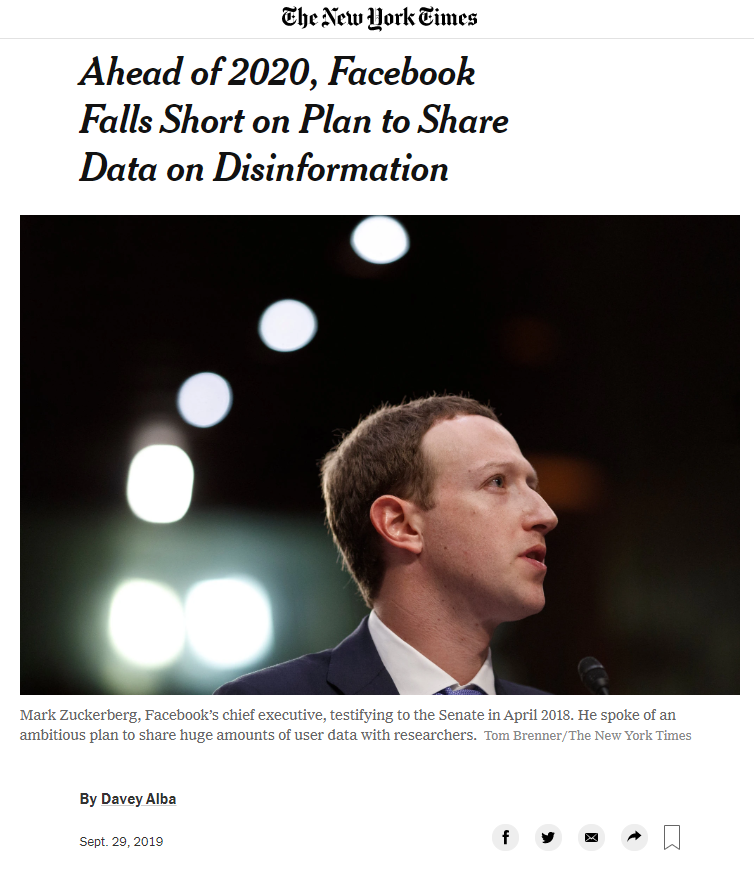 The New York Times
Ahead of 2020, Facebook
Falls Short on Plan to Share
Data on Disinformation
Mark Zuckerberg, Facebook’s chief executive, testifying to the Senate in April 2018. He spoke of an
ambitious plan to share huge amounts of user data with researchers. Tom Brenner/The New York Times
By Davey Alba
Sept. 29, 2019